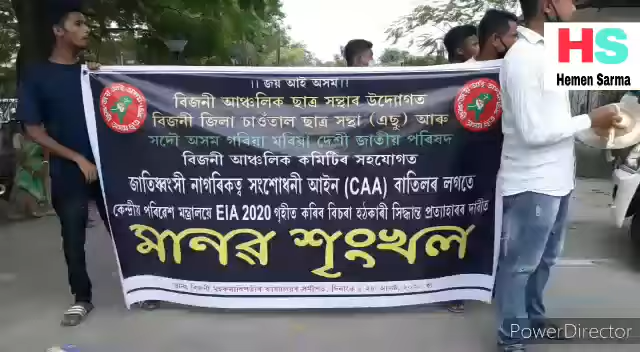 ।। জয় আই অসম ।।
বিজনী আঞ্চলিক ছাত্ৰ সন্থাৰ উদ্যোগত
বিজনী জিলা চাওঁতাল ছাত্ৰ সন্থা (এছু) আৰু
সদৌ অসম গৰিয়া মৰিয়া দেশী জাতীয় পৰিষদ
বিজনী আঞ্চলিক কমিটিৰ সহযোগত
জাতিধ্বংসী নাগৰিকত্ব সংশোধনী আইন (CAA) বাতিলৰ লগতে
কেন্দ্ৰীয় পৰিৱেশ মন্ত্ৰালয়ে EIA 2020 গৃহীত কৰিব বিচৰা হঠকাৰী সিদ্ধান্ত প্ৰত্যাহাৰৰ দাবীত
মানৱ শৃংখল
HS
Hemen Sarma
PowerDirector